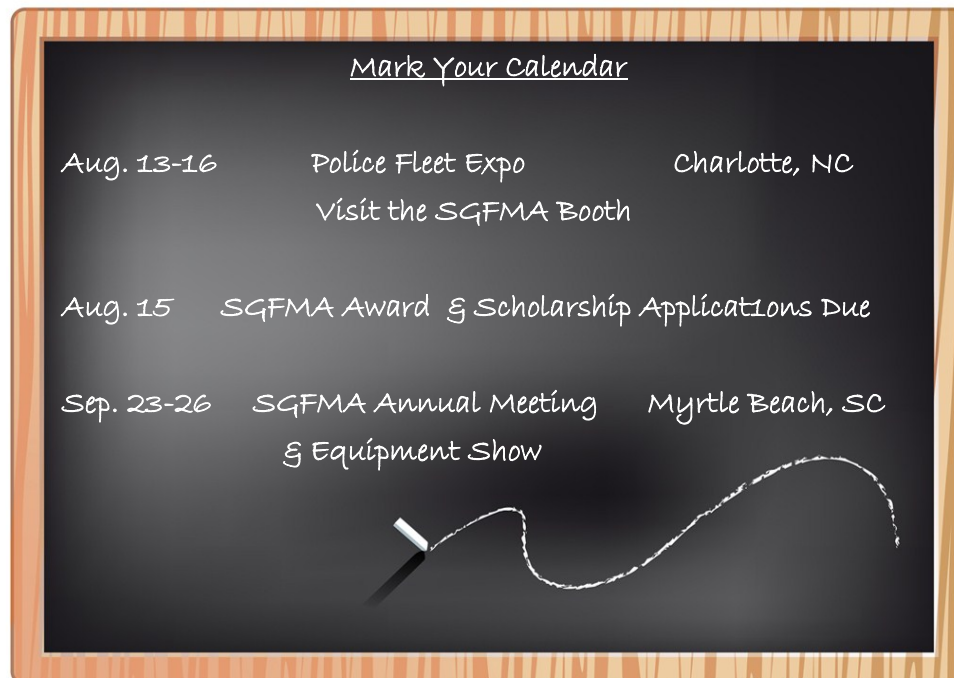 Mark Your Calendar
Aug. 13-16 Police Fleet Expo Charlotte, NC
Visit the SGFMA Booth
Aug. 15 SGFMA Award & Scholarship Applicat1ons Due
Sep. 23-26 SGFMA Annual Meeting Myrtle Beach, SC
& Equipment Show